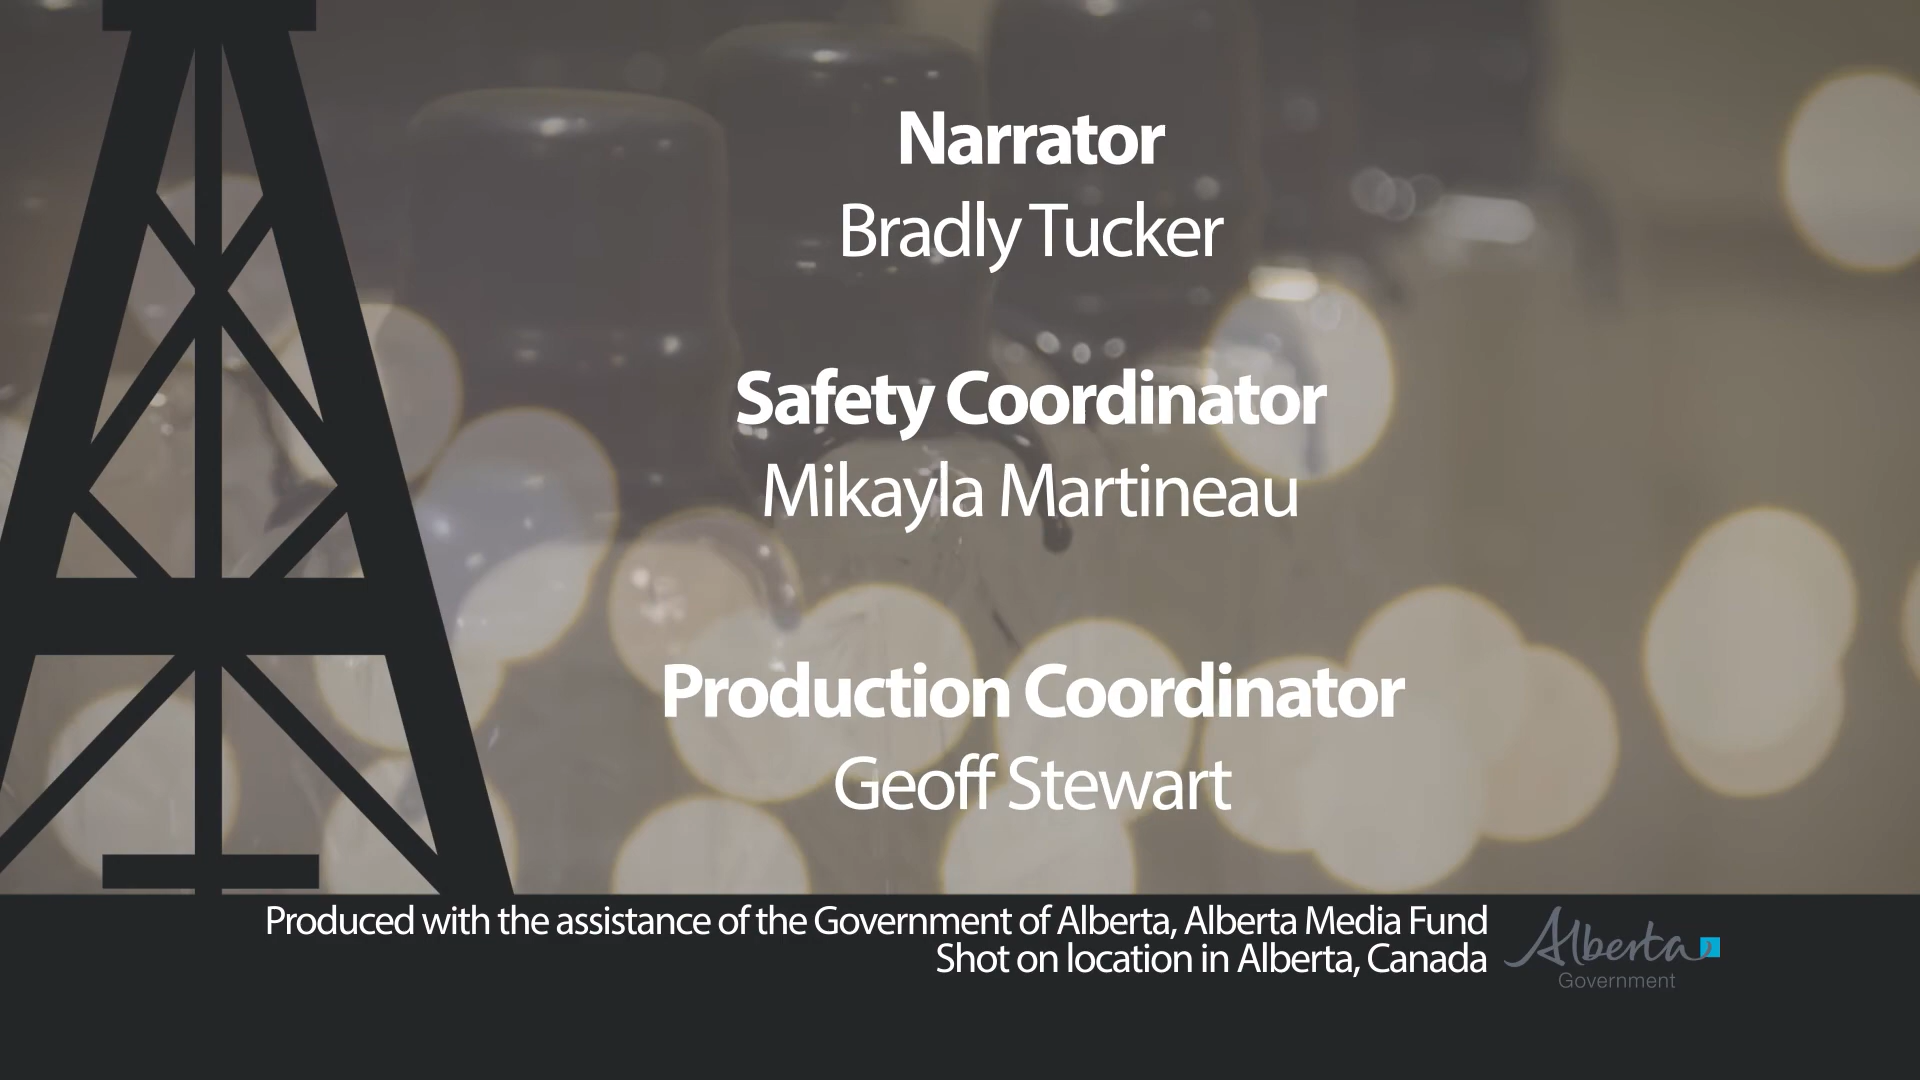 Narrator
Bradly Tucker
Safety Coordinator
Mikayla Martineau
Production Coordinator
Geoff Stewart
Produced with the assistance of the Government of Alberta, Alberta Media Fund
Shot on location in Alberta, Canada
Alberta
Government